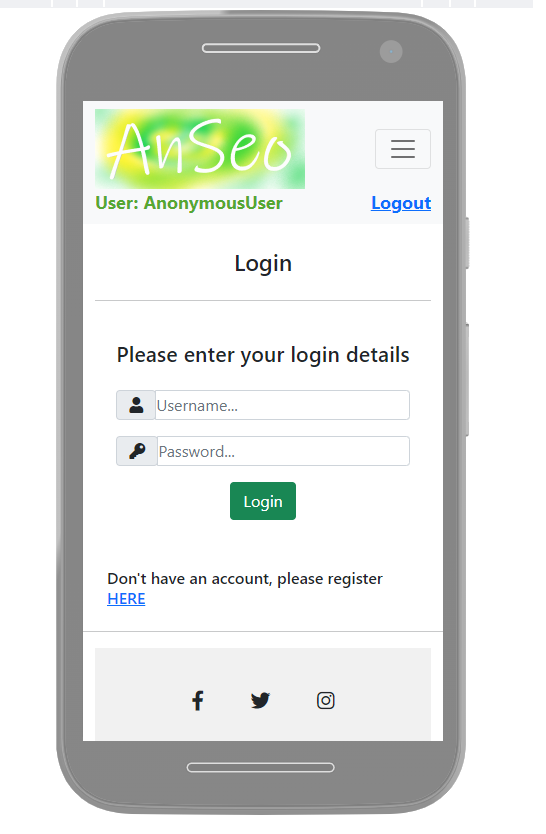 AnSeo
User: AnonymousUser Logout
Login
Please enter your login details
Username...
Password...
Login
Don't have an account, please register
HERE